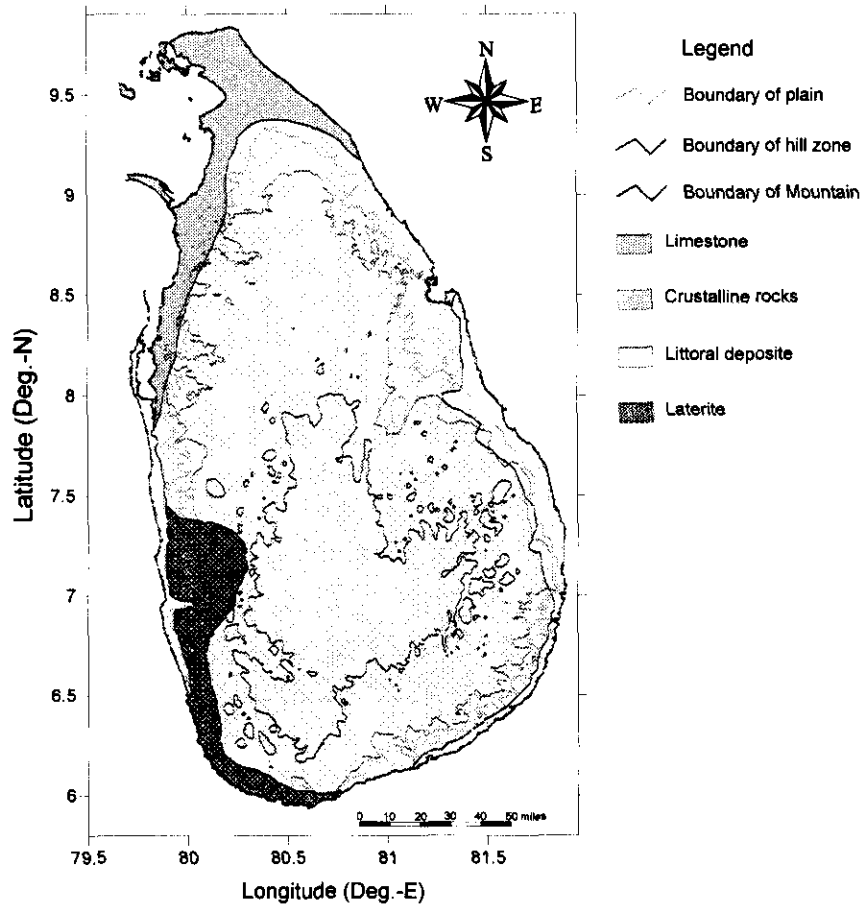 Legend
Boundary of plain
Boundary of hill zone
Boundary of Mountain
Limestone
Crustalline rocks
Littoral deposite
Laterite
N
W E
S
9.5
9
8.5
8
7.5
7
6.5
6
Latitude (Deg.-N)
0 10 20 30 40 50 miles
79.5 80 80.5 81 81.5
Longitude (Deg.-E)